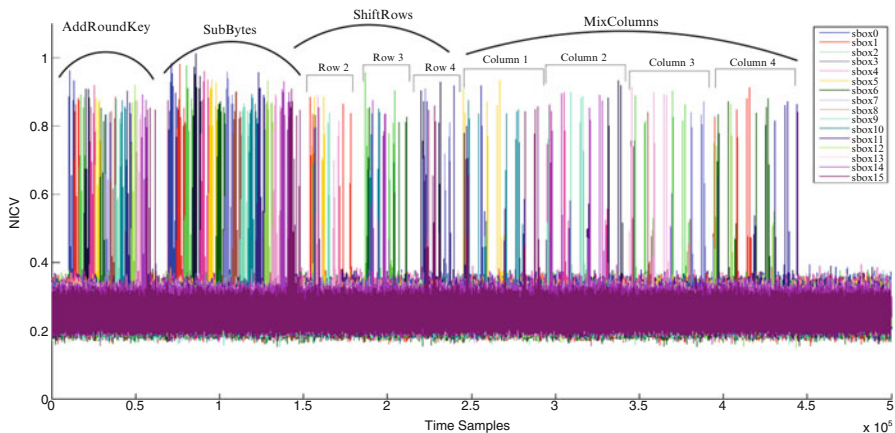 AddRoundKey
SubBytes
ShiftRows
MixColumns
Row 2
Row 3
Row 4
Column 1
Column 2
Column 3
Column 4
sbox0
sbox1
sbox2
sbox3
sbox4
sbox5
sbox6
sbox7
sbox8
sbox9
sbox10
sbox11
sbox12
sbox13
sbox14
sbox15
NICV
1
0.8
0.6
0.4
0.2
0
0 0.5 1 1.5 2 2.5 3 3.5 4 4.5 5
Time Samples
x 10⁵